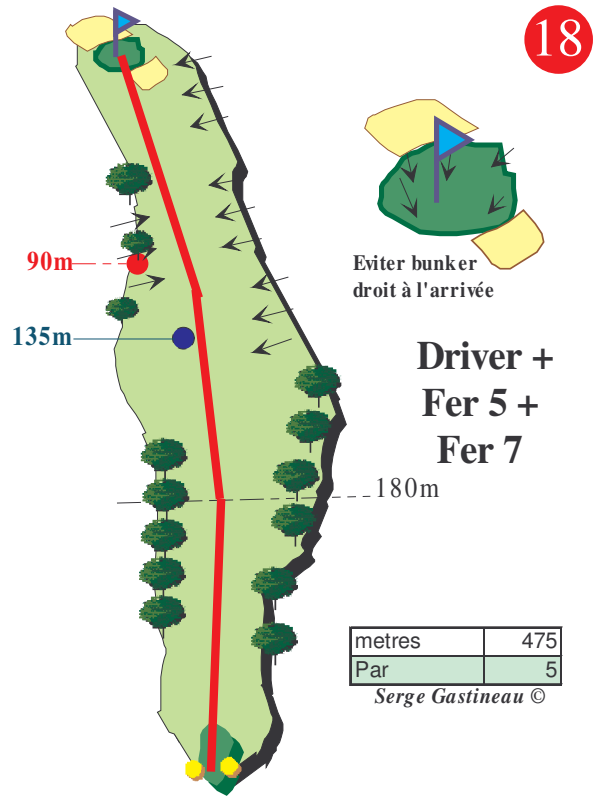 18
90m
135m
Eviter bunker
droit à l'arrivée
Driver +
Fer 5 +
Fer 7
180m
metres 475
Par 5
Serge Gastineau ©